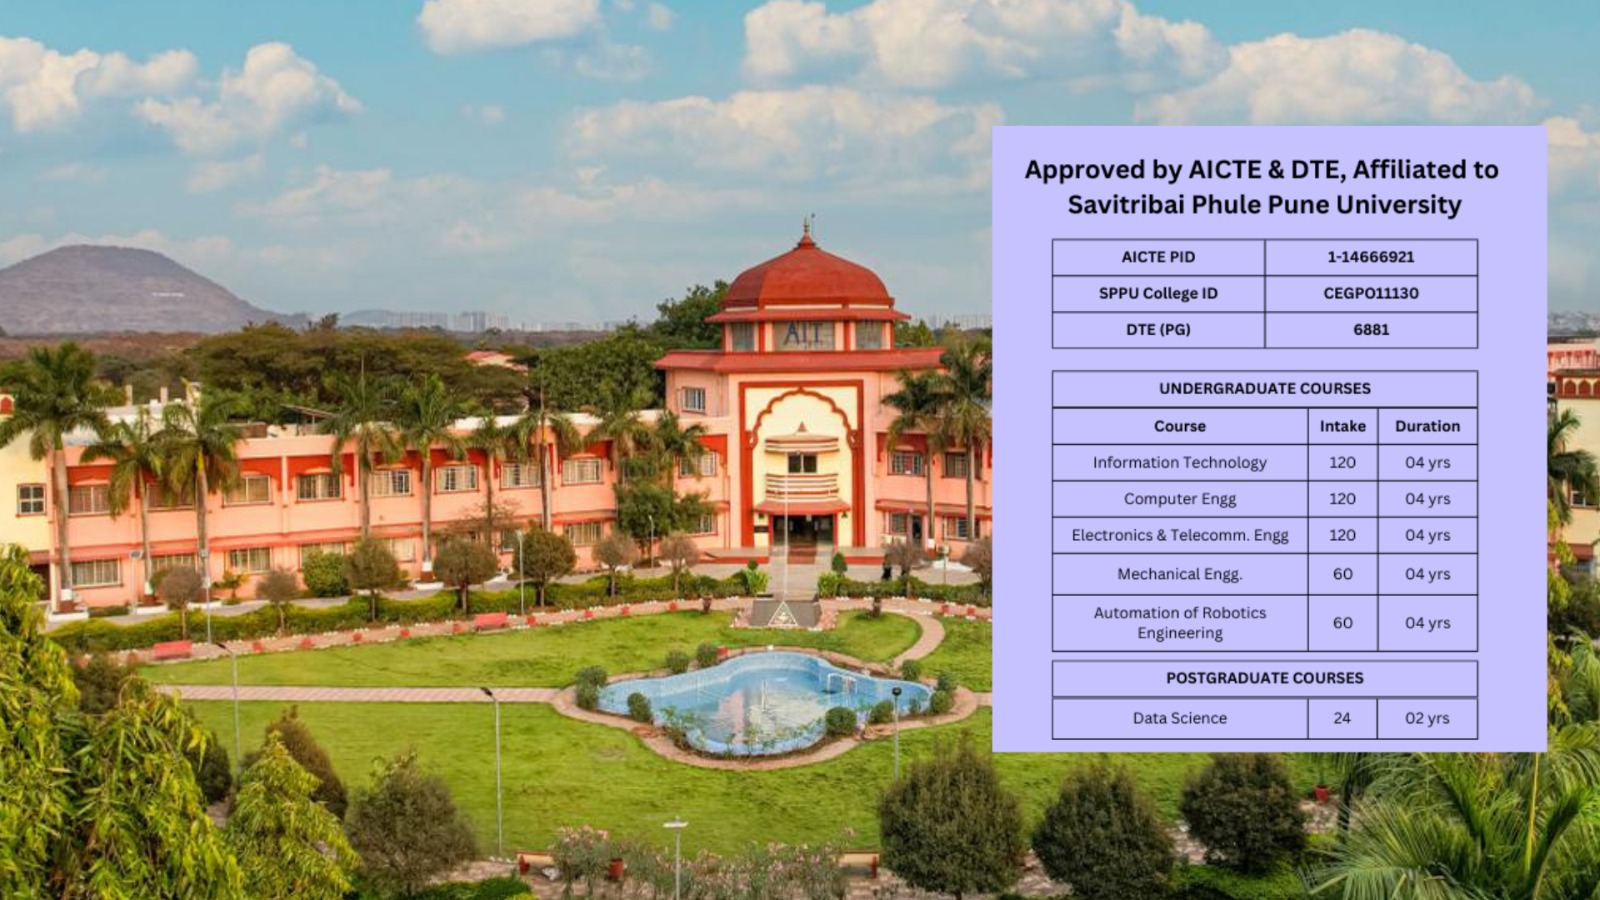 Approved by AICTE & DTE, Affiliated to
Savitribai Phule Pune University
AICTE PID 1-14666921
SPPU College ID CEGPO11130
DTE (PG) 6881
UNDERGRADUATE COURSES
Course Intake Duration
Information Technology 120 04 yrs
Computer Engg 120 04 yrs
Electronics & Telecomm. Engg 120 04 yrs
Mechanical Engg. 60 04 yrs
Automation of Robotics
Engineering 60 04 yrs
POSTGRADUATE COURSES
Data Science 24 02 yrs
AIT